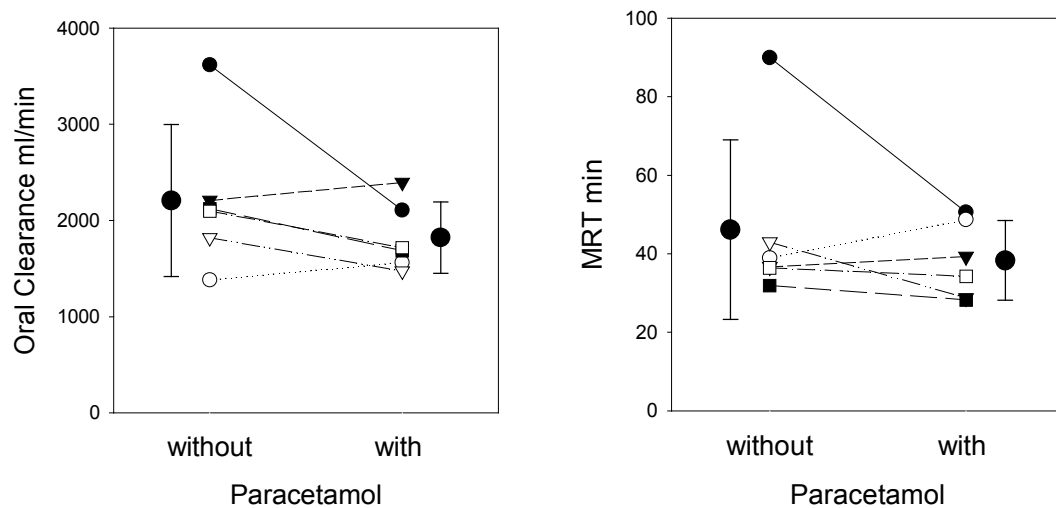 Oral Clearance ml/min
4000
3000
2000
1000
0
without with
Paracetamol
MRT min
100
80
60
40
20
0
without with
Paracetamol